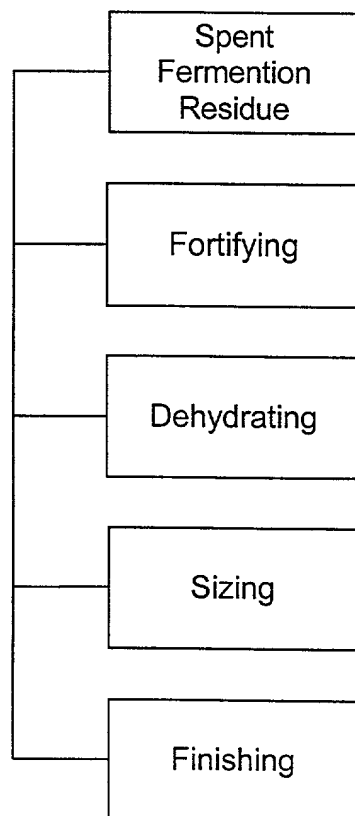 Spent
Fermention
Residue
Fortifying
Dehydrating
Sizing
Finishing